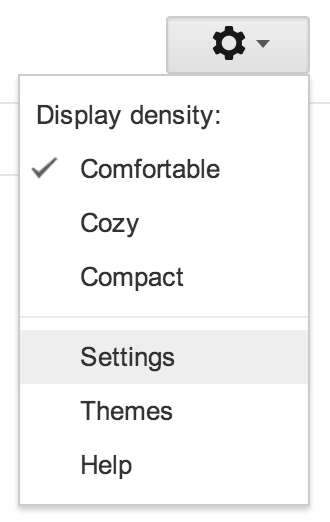 Display density:
Comfortable
Cozy
Compact
Settings
Themes
Help